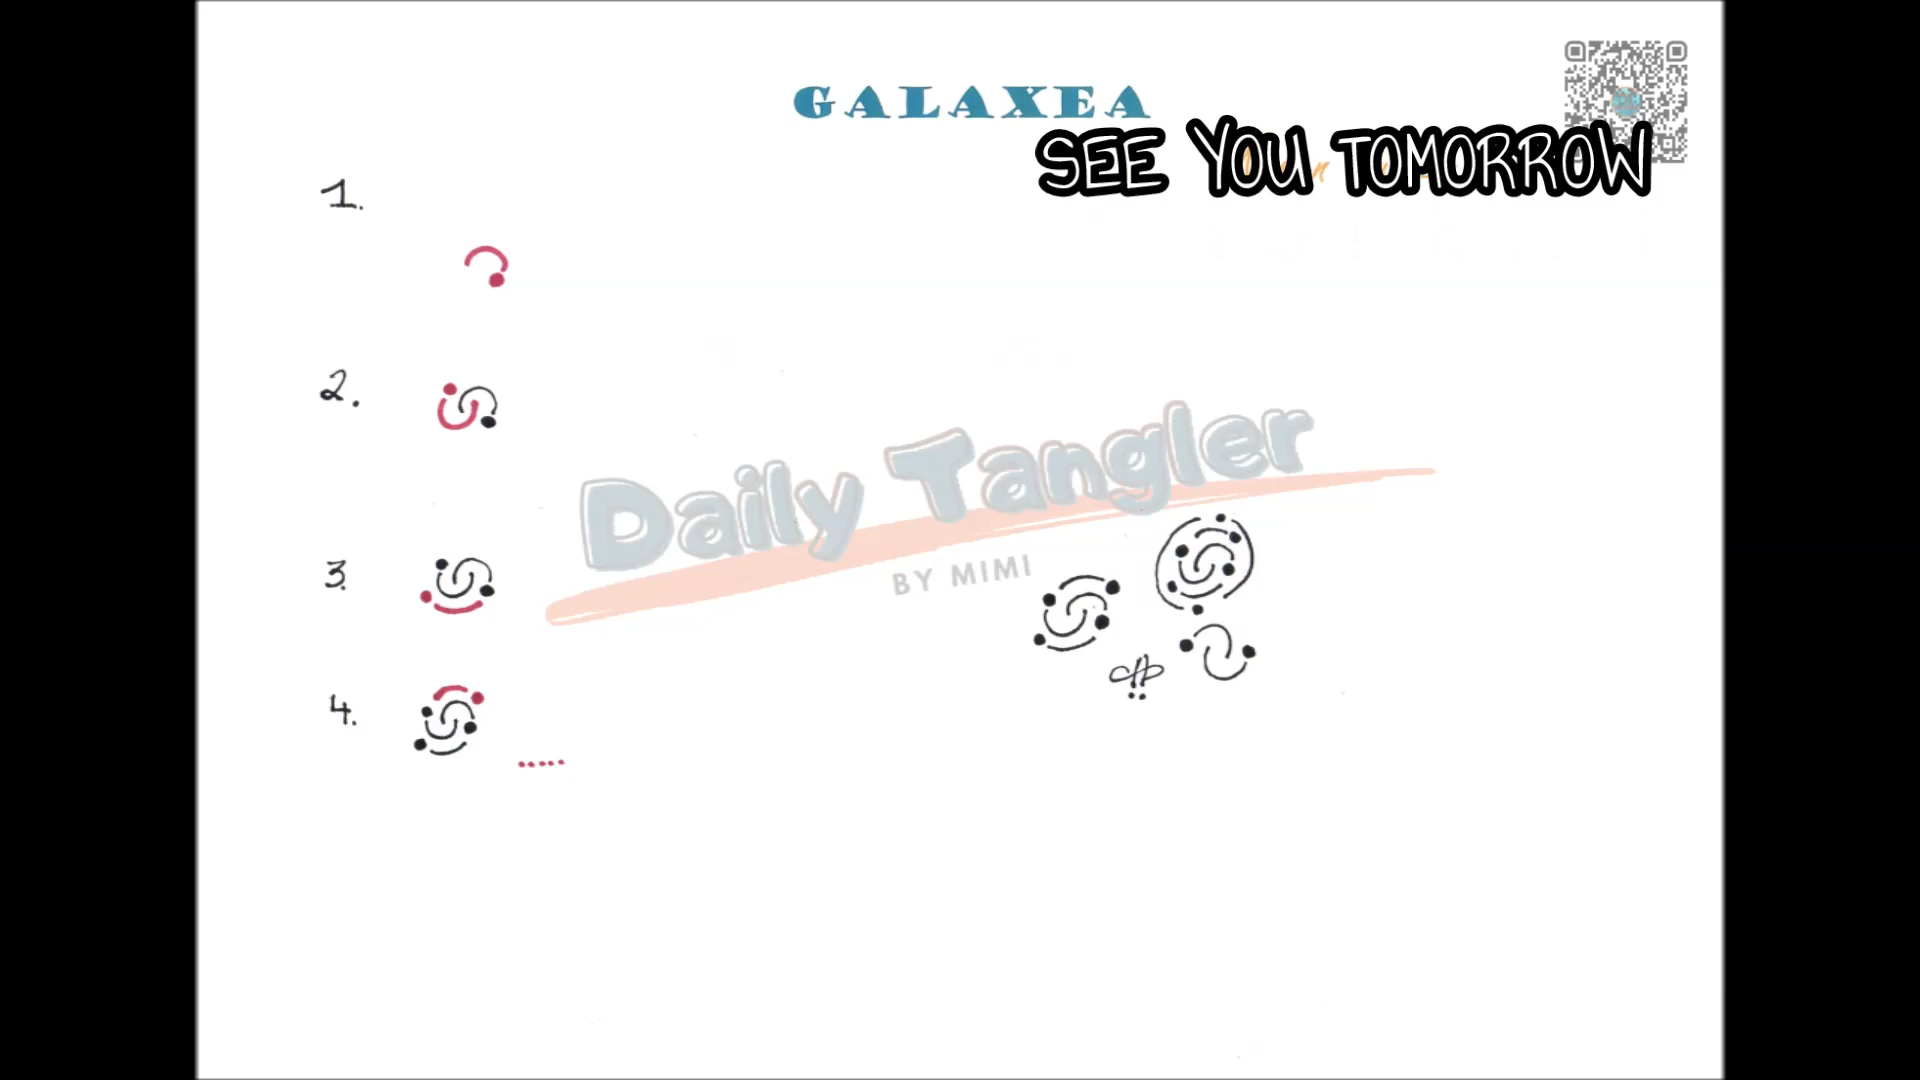 GALAXEA
SEE YOU TOMORROW
1.
2.
3.
4.
Daily Tangler
BY MIMI